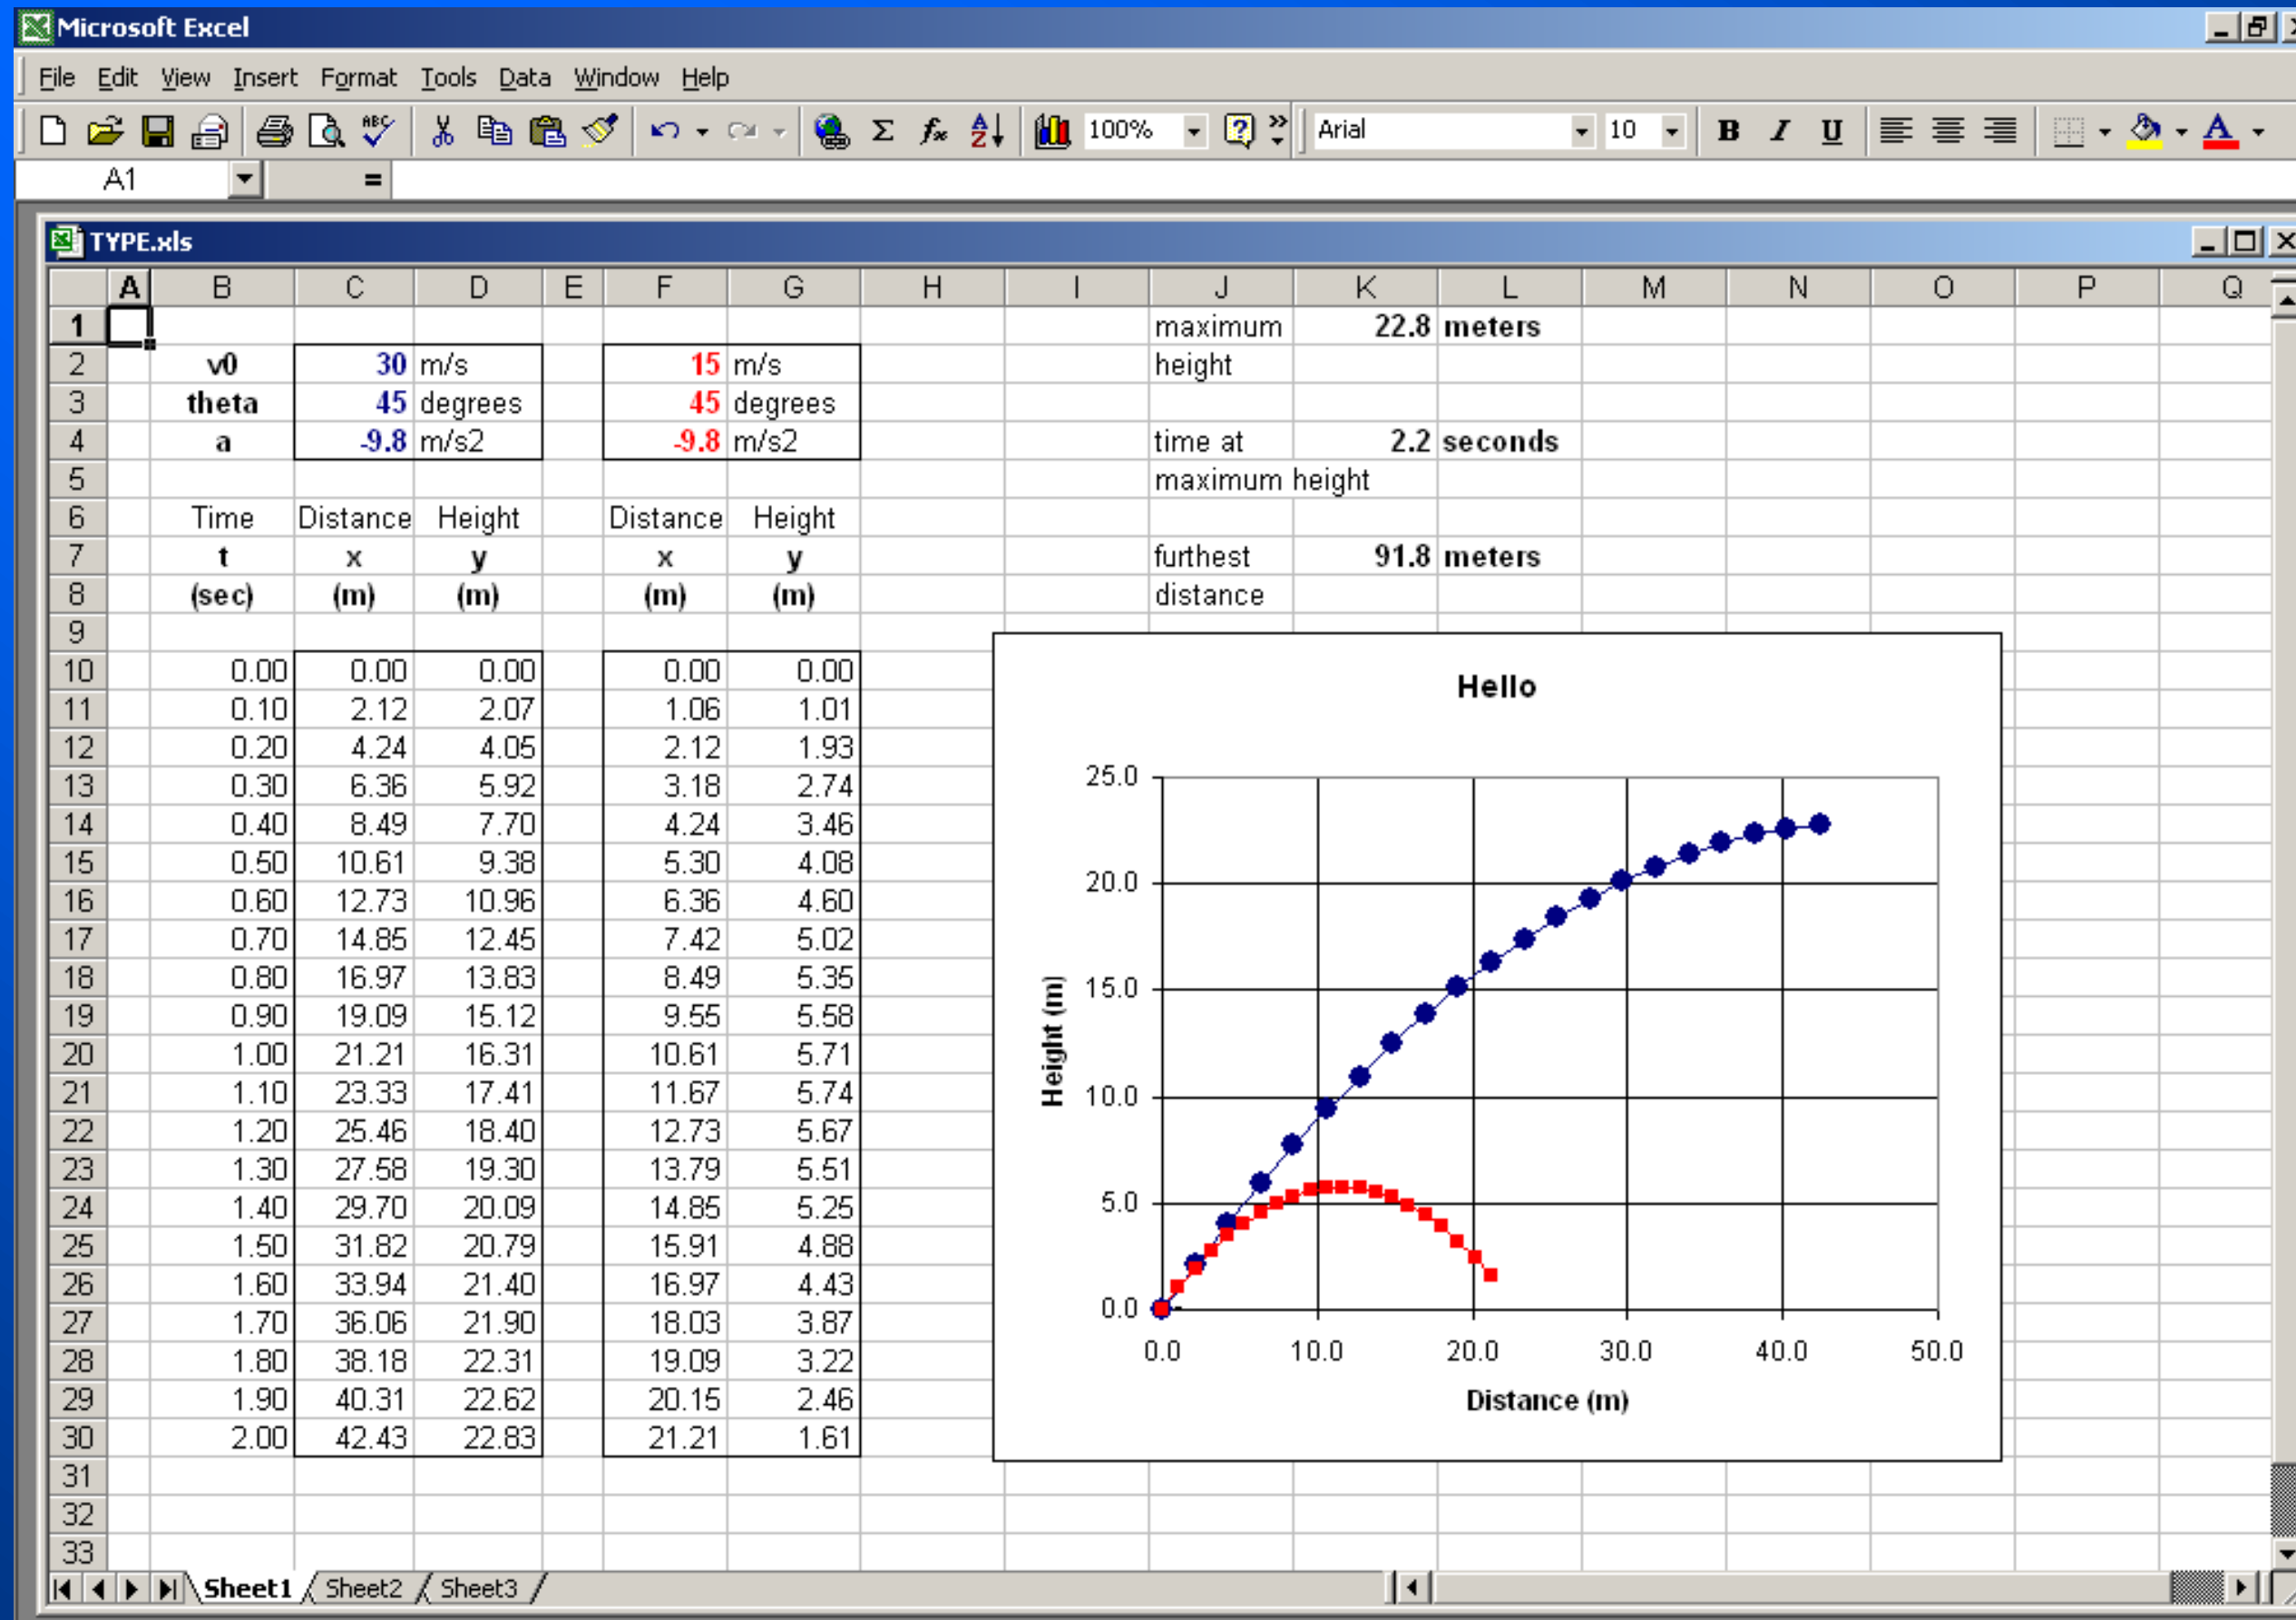 Microsoft Excel
File Edit View Insert Format Tools Data Window Help
ABC Σ fx A Z 100% ? » Arial 10 B I U A
A1 =
TYPE.xls
A B C D E F G H I J K L M N O P Q
1 maximum 22.8 meters
2 v0 30 m/s 15 m/s height
3 theta 45 degrees 45 degrees
4 a -9.8 m/s2 -9.8 m/s2 time at 2.2 seconds
5 maximum height
6 Time Distance Height Distance Height
7 t x y x y furthest 91.8 meters
8 (sec) (m) (m) (m) (m) distance
9
10 0.00 0.00 0.00 0.00 0.00
11 0.10 2.12 2.07 1.06 1.01
12 0.20 4.24 4.05 2.12 1.93
13 0.30 6.36 5.92 3.18 2.74
14 0.40 8.49 7.70 4.24 3.46
15 0.50 10.61 9.38 5.30 4.08
16 0.60 12.73 10.96 6.36 4.60
17 0.70 14.85 12.45 7.42 5.02
18 0.80 16.97 13.83 8.49 5.35
19 0.90 19.09 15.12 9.55 5.58
20 1.00 21.21 16.31 10.61 5.71
21 1.10 23.33 17.41 11.67 5.74
22 1.20 25.46 18.40 12.73 5.67
23 1.30 27.58 19.30 13.79 5.51
24 1.40 29.70 20.09 14.85 5.25
25 1.50 31.82 20.79 15.91 4.88
26 1.60 33.94 21.40 16.97 4.43
27 1.70 36.06 21.90 18.03 3.87
28 1.80 38.18 22.31 19.09 3.22
29 1.90 40.31 22.62 20.15 2.46
30 2.00 42.43 22.83 21.21 1.61
31
32
33
Hello
25.0
20.0
15.0
10.0
5.0
0.0
Height (m)
0.0 10.0 20.0 30.0 40.0 50.0
Distance (m)
Sheet1 Sheet2 Sheet3